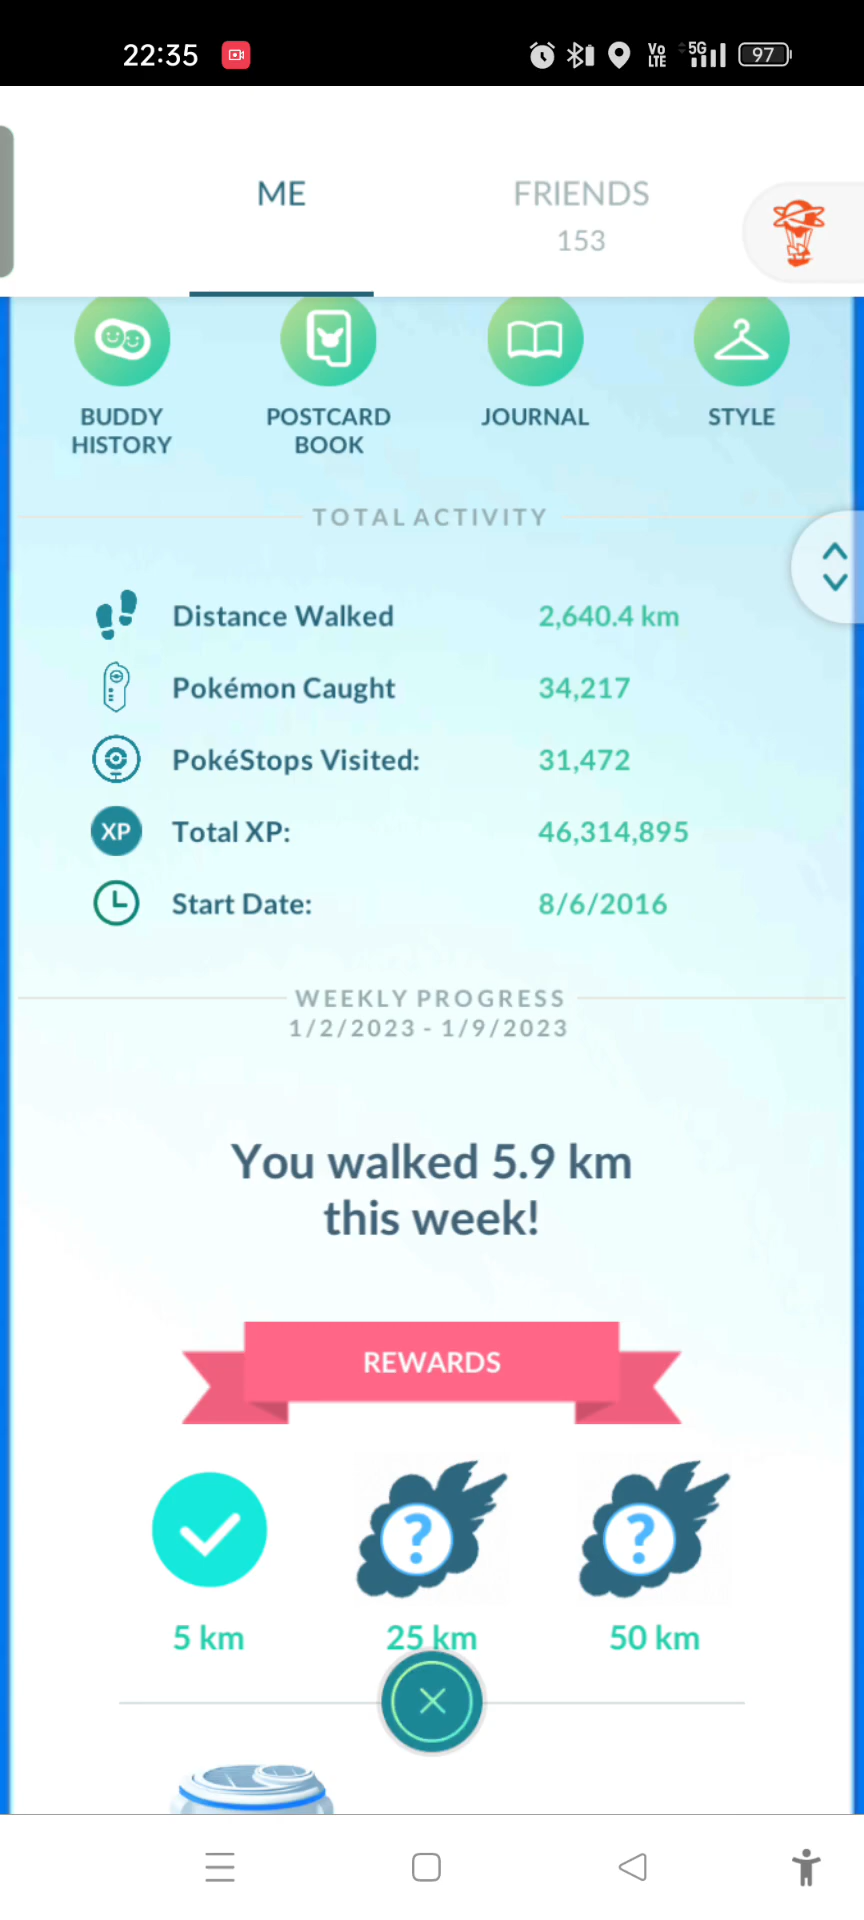 22:35
Vo LTE 5G 97
ME
FRIENDS
153
BUDDY HISTORY
POSTCARD BOOK
JOURNAL
STYLE
TOTAL ACTIVITY
Distance Walked 2,640.4 km
Pokémon Caught 34,217
PokéStops Visited: 31,472
XP Total XP: 46,314,895
Start Date: 8/6/2016
WEEKLY PROGRESS
1/2/2023 - 1/9/2023
You walked 5.9 km
this week!
REWARDS
? ?
5 km 25 km 50 km